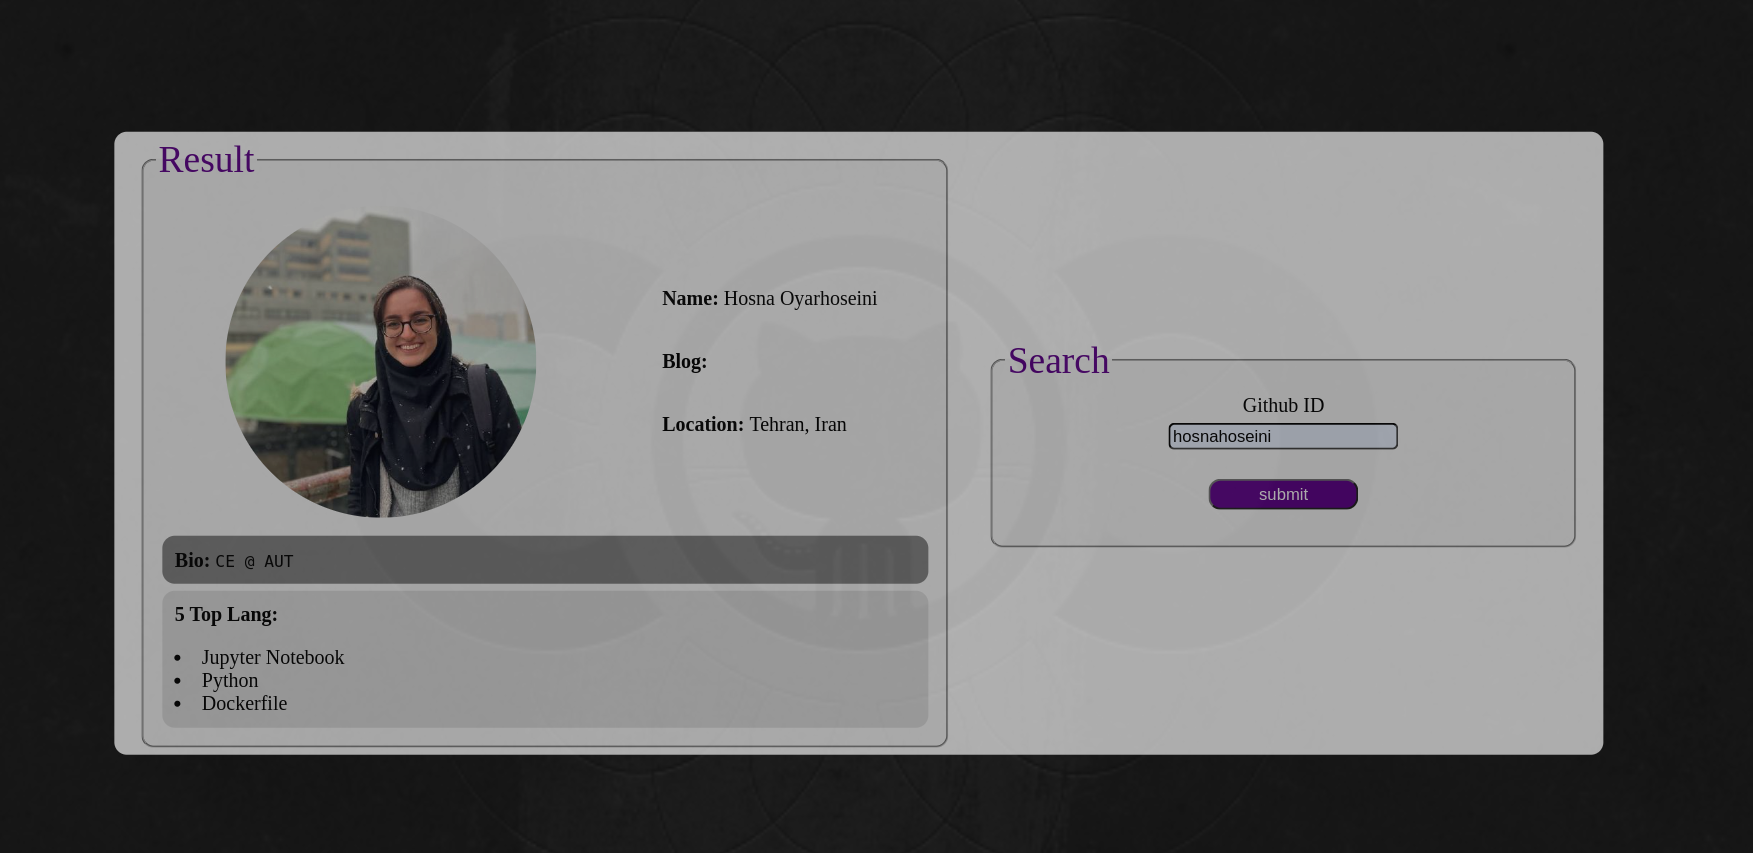 Result
Name: Hosna Oyarhoseini
Blog:
Location: Tehran, Iran
Bio: CE @ AUT
5 Top Lang:
• Jupyter Notebook
• Python
• Dockerfile
Search
Github ID
hosnahoseini
submit